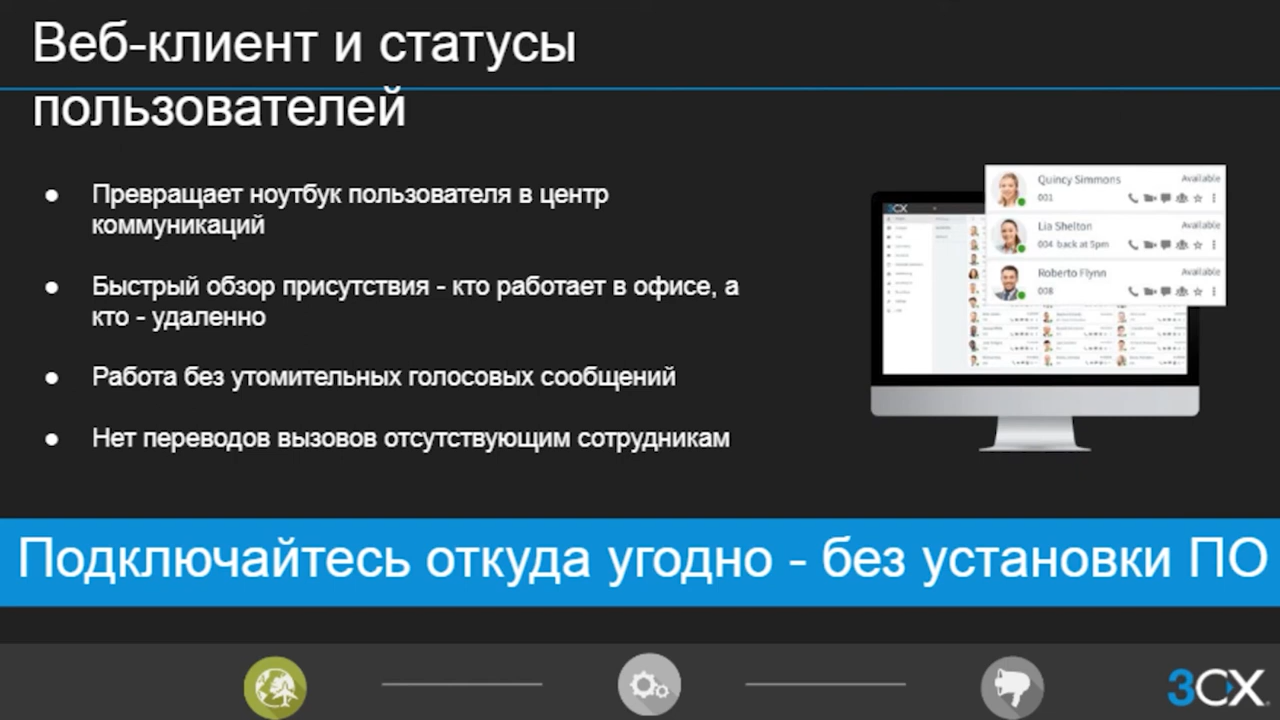 Веб-клиент и статусы
пользователей
● Превращает ноутбук пользователя в центр
коммуникаций
● Быстрый обзор присутствия - кто работает в офисе, а
кто - удаленно
● Работа без утомительных голосовых сообщений
● Нет переводов вызовов отсутствующим сотрудникам
3CX
Quincy Simmons Available
001
Lia Shelton Available
004 back at 5pm
Roberto Flynn Available
008
Подключайтесь откуда угодно - без установки ПО
3CX